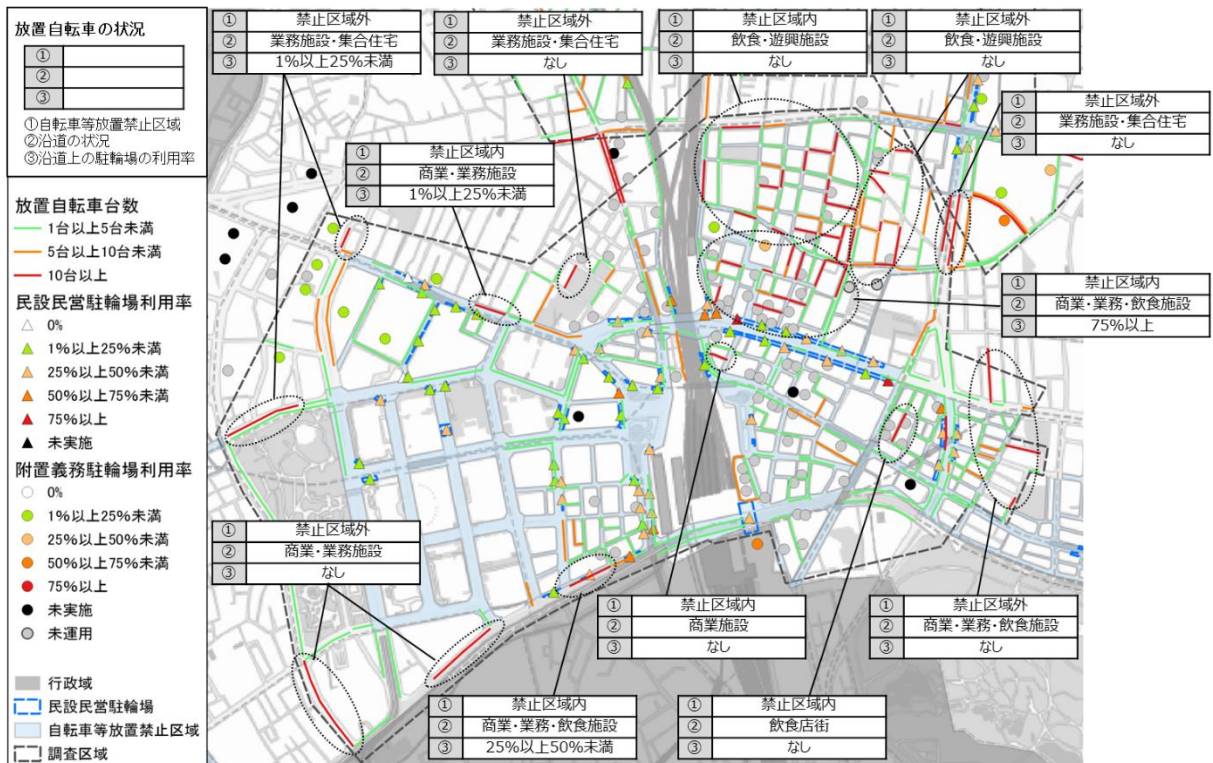 放置自転車の状況
①
②
③
①自転車等放置禁止区域
②沿道の状況
③沿道上の駐輪場の利用率
放置自転車台数
1台以上5台未満
5台以上10台未満
10台以上
民設民営駐輪場利用率
0%
1%以上25%未満
25%以上50%未満
50%以上75%未満
75%以上
未実施
附置義務駐輪場利用率
0%
1%以上25%未満
25%以上50%未満
50%以上75%未満
75%以上
未実施
未運用
行政域
民設民営駐輪場
自転車等放置禁止区域
調査区域
① 禁止区域外
② 業務施設・集合住宅
③ 1%以上25%未満
① 禁止区域外
② 業務施設・集合住宅
③ なし
① 禁止区域内
② 飲食・遊興施設
③ なし
① 禁止区域外
② 飲食・遊興施設
③ なし
① 禁止区域外
② 業務施設・集合住宅
③ なし
① 禁止区域内
② 商業・業務施設
③ 1%以上25%未満
① 禁止区域内
② 商業・業務・飲食施設
③ 75%以上
① 禁止区域外
② 商業・業務施設
③ なし
① 禁止区域内
② 商業施設
③ なし
① 禁止区域外
② 商業・業務・飲食施設
③ なし
① 禁止区域内
② 商業・業務・飲食施設
③ 25%以上50%未満
① 禁止区域内
② 飲食店街
③ なし